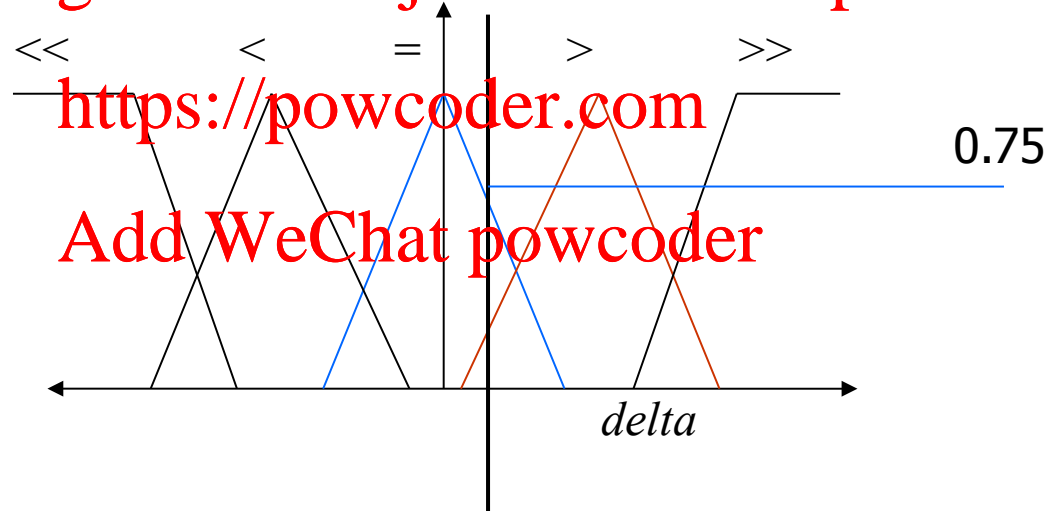 << < = > >>
https://powcoder.com
0.75
Add WeChat powcoder
delta